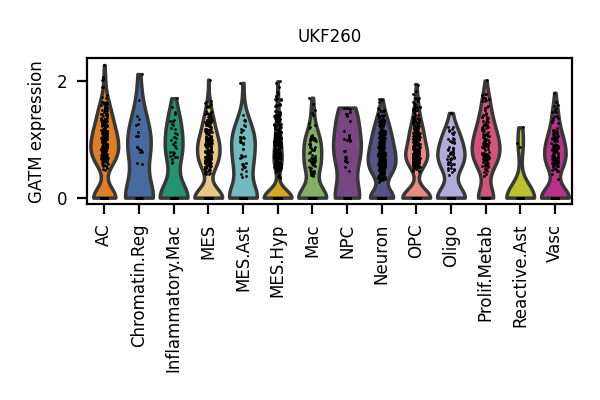 UKF260
GATM expression
2
0
AC
Chromatin.Reg
Inflammatory.Mac
MES
MES.Ast
MES.Hyp
Mac
NPC
Neuron
OPC
Oligo
Prolif.Metab
Reactive.Ast
Vasc